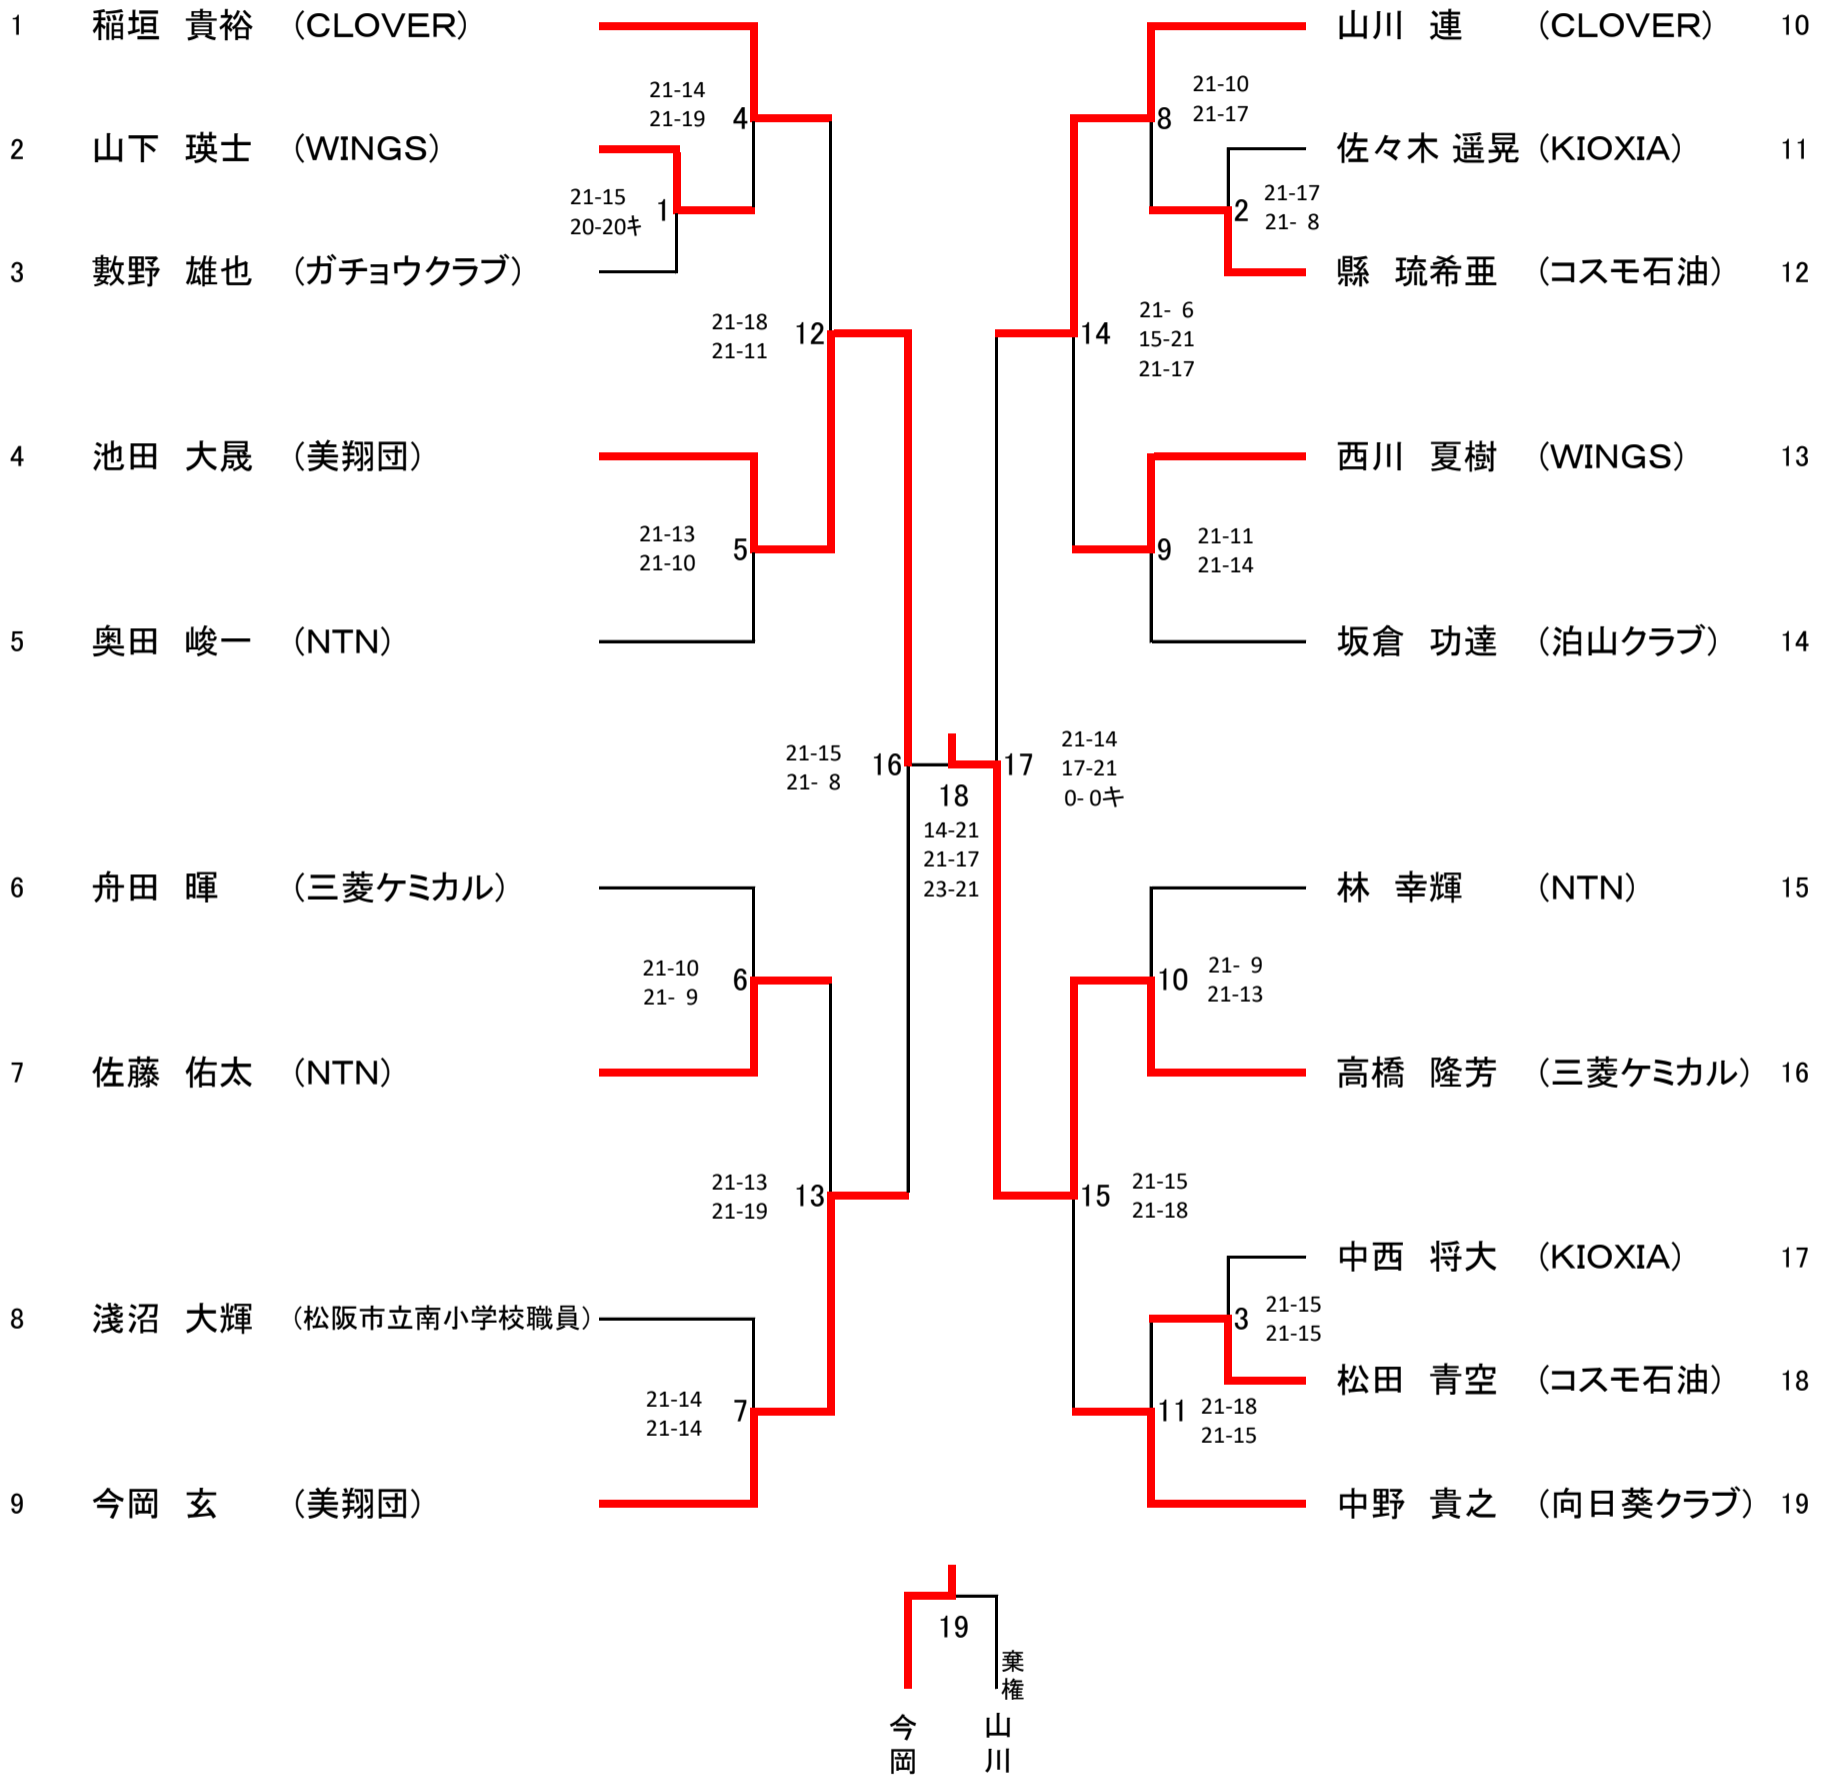 1 稲垣 貴裕 (CLOVER)
21-14
21-19
4
2 山下 瑛士 (WINGS)
21-15
20-20キ
1
3 數野 雄也 (ガチョウクラブ)
21-18
21-11
12
4 池田 大晟 (美翔団)
21-13
21-10
5
5 奥田 峻一 (NTN)
21-15
21- 8
16
6 舟田 暉 (三菱ケミカル)
21-10
21- 9
6
7 佐藤 佑太 (NTN)
21-13
21-19
13
8 淺沼 大輝 (松阪市立南小学校職員)
21-14
21-14
7
9 今岡 玄 (美翔団)
18
14-21
21-17
23-21
山川 連 (CLOVER) 10
8
21-10
21-17
佐々木 遥晃 (KIOXIA) 11
2
21-17
21- 8
縣 琉希亜 (コスモ石油) 12
14
21- 6
15-21
21-17
西川 夏樹 (WINGS) 13
9
21-11
21-14
坂倉 功達 (泊山クラブ) 14
17
21-14
17-21
0- 0キ
林 幸輝 (NTN) 15
10
21- 9
21-13
高橋 隆芳 (三菱ケミカル) 16
15
21-15
21-18
中西 将大 (KIOXIA) 17
3
21-15
21-15
松田 青空 (コスモ石油) 18
11
21-18
21-15
中野 貴之 (向日葵クラブ) 19
19
棄権
今岡
山川